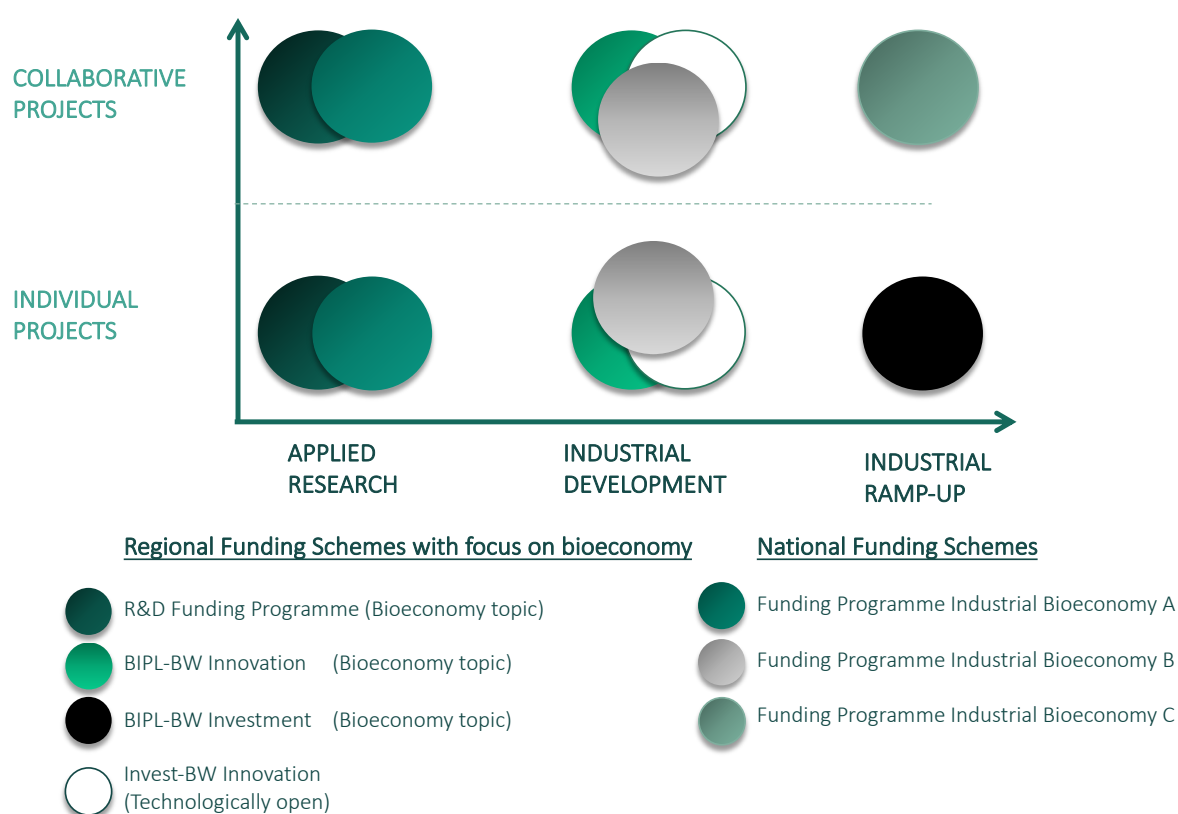 COLLABORATIVE
PROJECTS
INDIVIDUAL
PROJECTS
APPLIED
RESEARCH
INDUSTRIAL
DEVELOPMENT
INDUSTRIAL
RAMP-UP
Regional Funding Schemes with focus on bioeconomy
R&D Funding Programme (Bioeconomy topic)
BIPL-BW Innovation (Bioeconomy topic)
BIPL-BW Investment (Bioeconomy topic)
Invest-BW Innovation
(Technologically open)
National Funding Schemes
Funding Programme Industrial Bioeconomy A
Funding Programme Industrial Bioeconomy B
Funding Programme Industrial Bioeconomy C